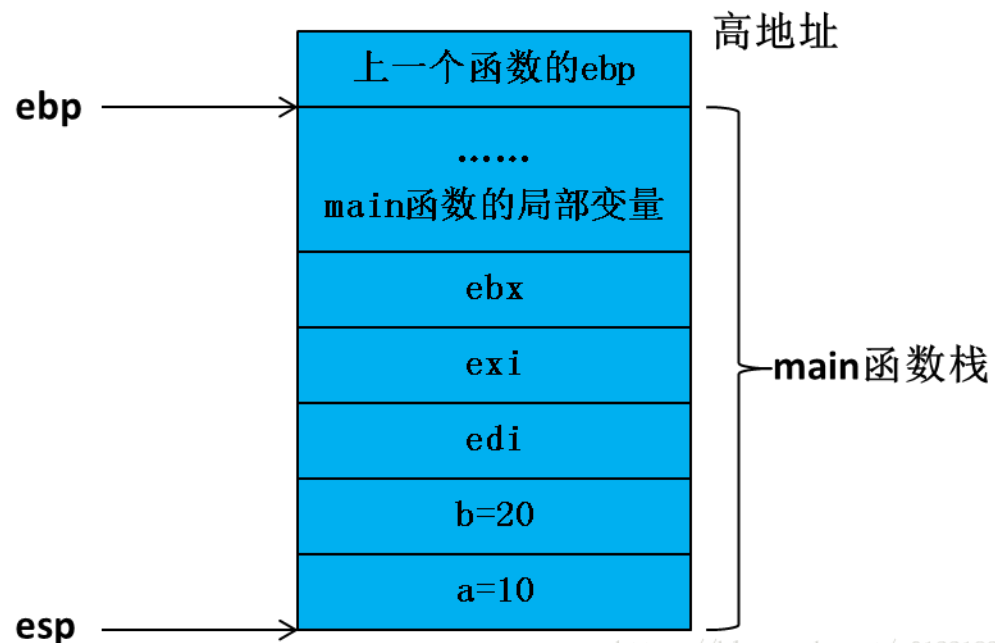 高地址
上一个函数的ebp
ebp
……
main函数的局部变量
ebx
exi
main函数栈
edi
b=20
a=10
esp